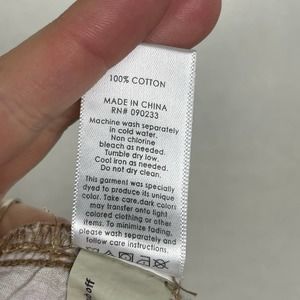 100% COTTON
MADE IN CHINA
RN# 090233
Machine wash separately
in cold water.
Non chlorine
bleach as needed.
Tumble dry low.
Cool iron as needed.
Do not dry clean.
This garment was specially
dyed to produce its unique
color. Take care,dark colors
may transfer onto light
colored clothing or other
items. To minimize fading,
please wash separately and
follow care instructions.
off